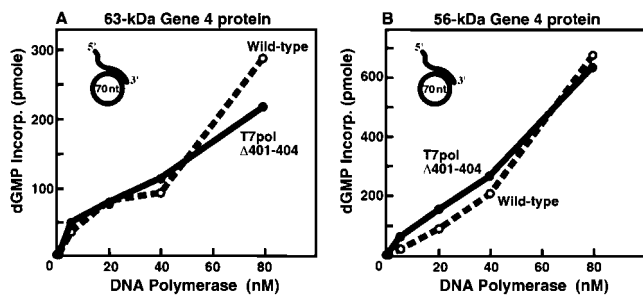 A 63-kDa Gene 4 protein
dGMP Incorp. (pmole)
300
200
100
5'
3'
70nt
Wild-type
T7pol
Δ401-404
0 20 40 60 80 100
DNA Polymerase (nM)
B 56-kDa Gene 4 protein
dGMP Incorp. (pmole)
600
400
200
5'
3'
70nt
T7pol
Δ401-404
Wild-type
0 20 40 60 80 100
DNA Polymerase (nM)